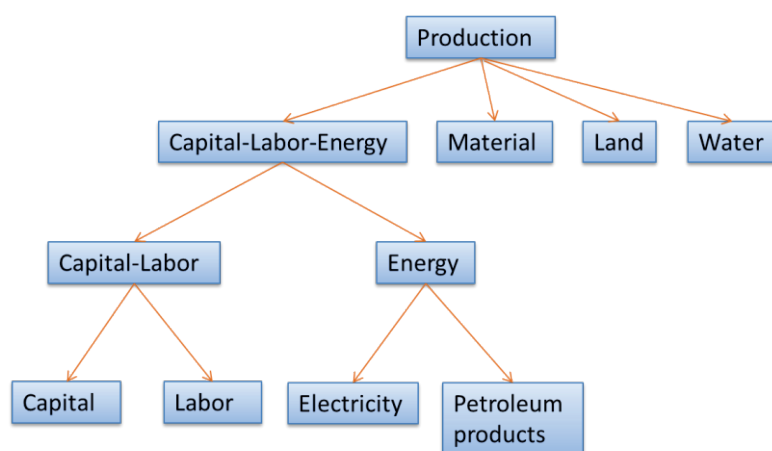 Production
Capital-Labor-Energy
Material
Land
Water
Capital-Labor
Energy
Capital
Labor
Electricity
Petroleum
products